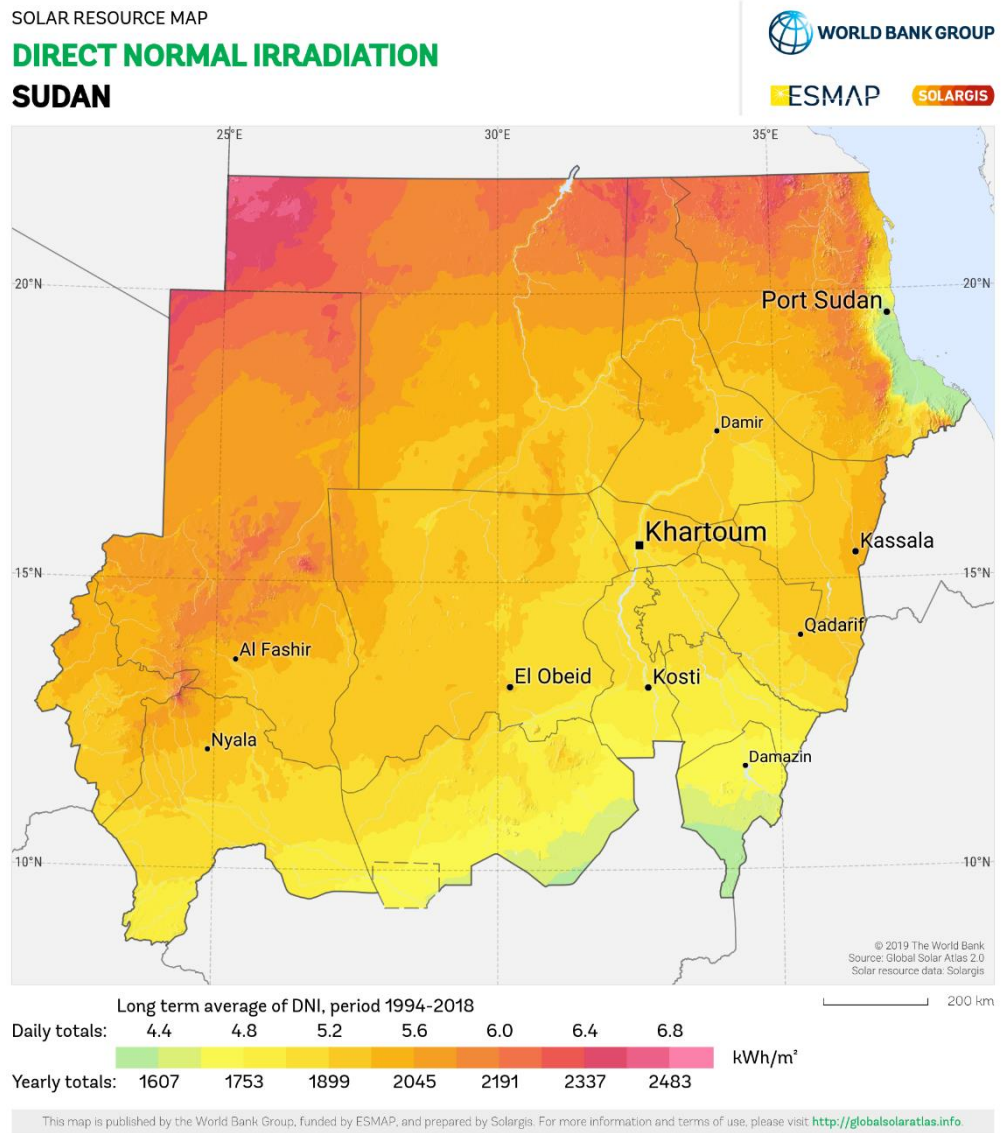 SOLAR RESOURCE MAP
DIRECT NORMAL IRRADIATION
SUDAN
WORLD BANK GROUP
ESMAP
SOLARGIS
25°E 30°E 35°E
20°N 20°N
Port Sudan
Damir
Khartoum
Kassala
15°N 15°N
Qadarif
Al Fashir
El Obeid
Kosti
Nyala
Damazin
10°N 10°N
© 2019 The World Bank
Source: Global Solar Atlas 2.0
Solar resource data: Solargis
Long term average of DNI, period 1994-2018
200 km
Daily totals: 4.4 4.8 5.2 5.6 6.0 6.4 6.8
kWh/m²
Yearly totals: 1607 1753 1899 2045 2191 2337 2483
This map is published by the World Bank Group, funded by ESMAP, and prepared by Solargis. For more information and terms of use, please visit http://globalsolaratlas.info.